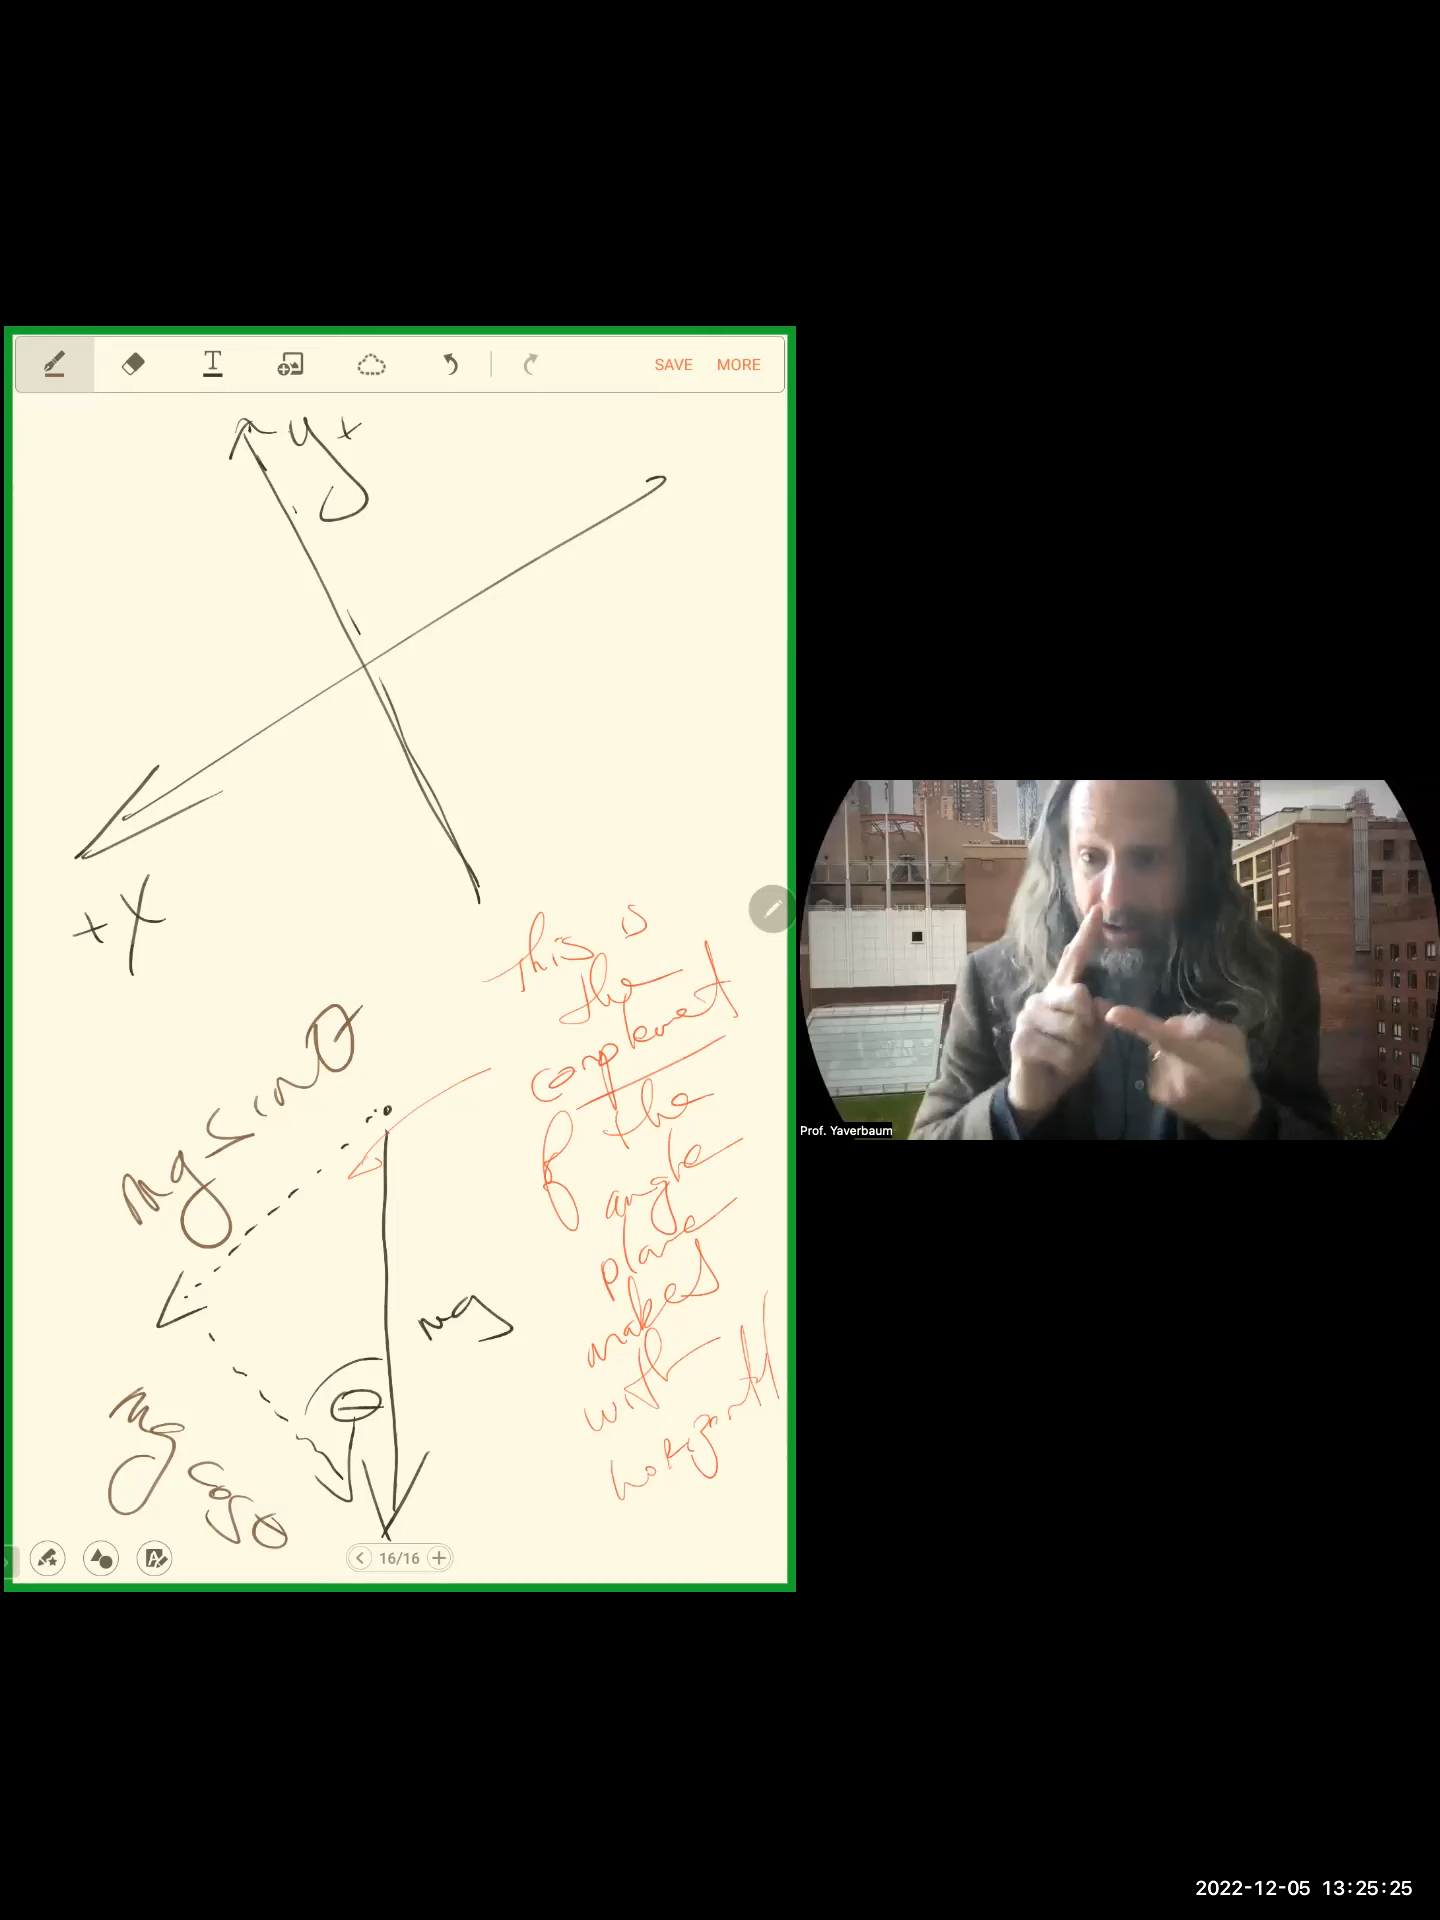 T
SAVE
MORE
y+
+X
This is
the
complement
of the
angle
plane
makes
with
horizontal
mg sin θ
mg
θ
mg
cos θ
16/16
Prof. Yaverbaum
2022-12-05 13:25:25